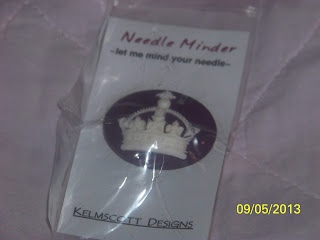 Needle Minder
~let me mind your needle~
KELMSCOTT DESIGNS
09/05/2013